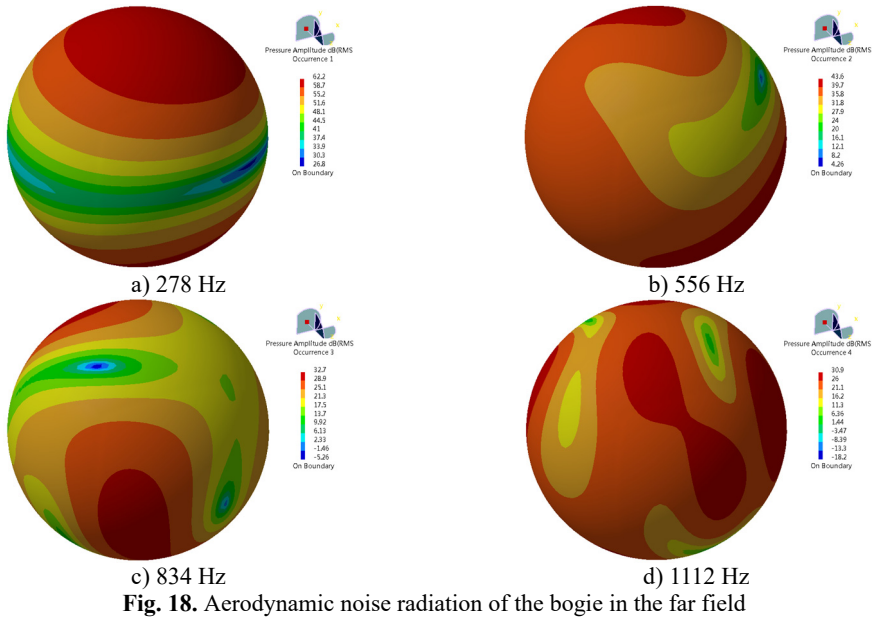 Pressure Amplitude dB(RMS
Occurrence 1
62.2
58.7
55.2
51.6
48.1
44.5
41
37.4
33.9
30.3
26.8
On Boundary
a) 278 Hz
Pressure Amplitude dB(RMS
Occurrence 2
43.6
39.7
35.8
31.8
27.9
24
20
16.1
12.1
8.2
4.26
On Boundary
b) 556 Hz
Pressure Amplitude dB(RMS
Occurrence 3
32.7
28.9
25.1
21.3
17.5
13.7
9.92
6.13
2.33
-1.46
-5.26
On Boundary
c) 834 Hz
Pressure Amplitude dB(RMS
Occurrence 4
30.9
26
21.1
16.2
11.3
6.36
1.44
-3.47
-8.39
-13.3
-18.2
On Boundary
d) 1112 Hz
Fig. 18. Aerodynamic noise radiation of the bogie in the far field